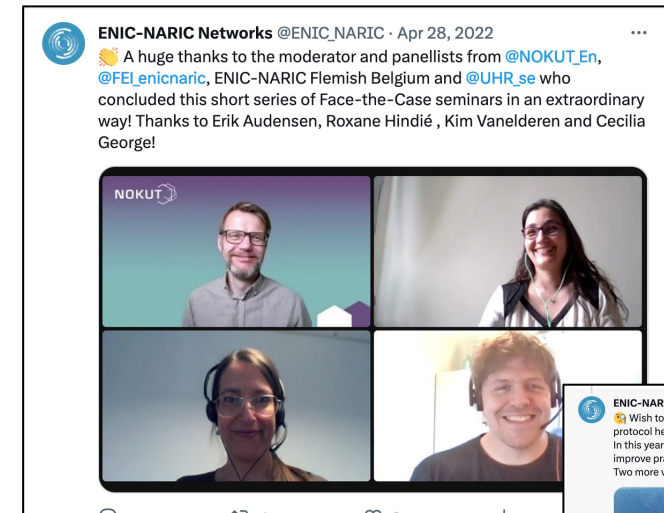 ENIC-NARIC Networks @ENIC_NARIC · Apr 28, 2022
👏 A huge thanks to the moderator and panellists from @NOKUT_En,
@FEI_enicnaric, ENIC-NARIC Flemish Belgium and @UHR_se who
concluded this short series of Face-the-Case seminars in an extraordinary
way! Thanks to Erik Audensen, Roxane Hindié , Kim Vanelderen and Cecilia
George!
NOKUT
ENIC-NAR
🧐 Wish to
protocol he
In this year
improve pra
Two more v